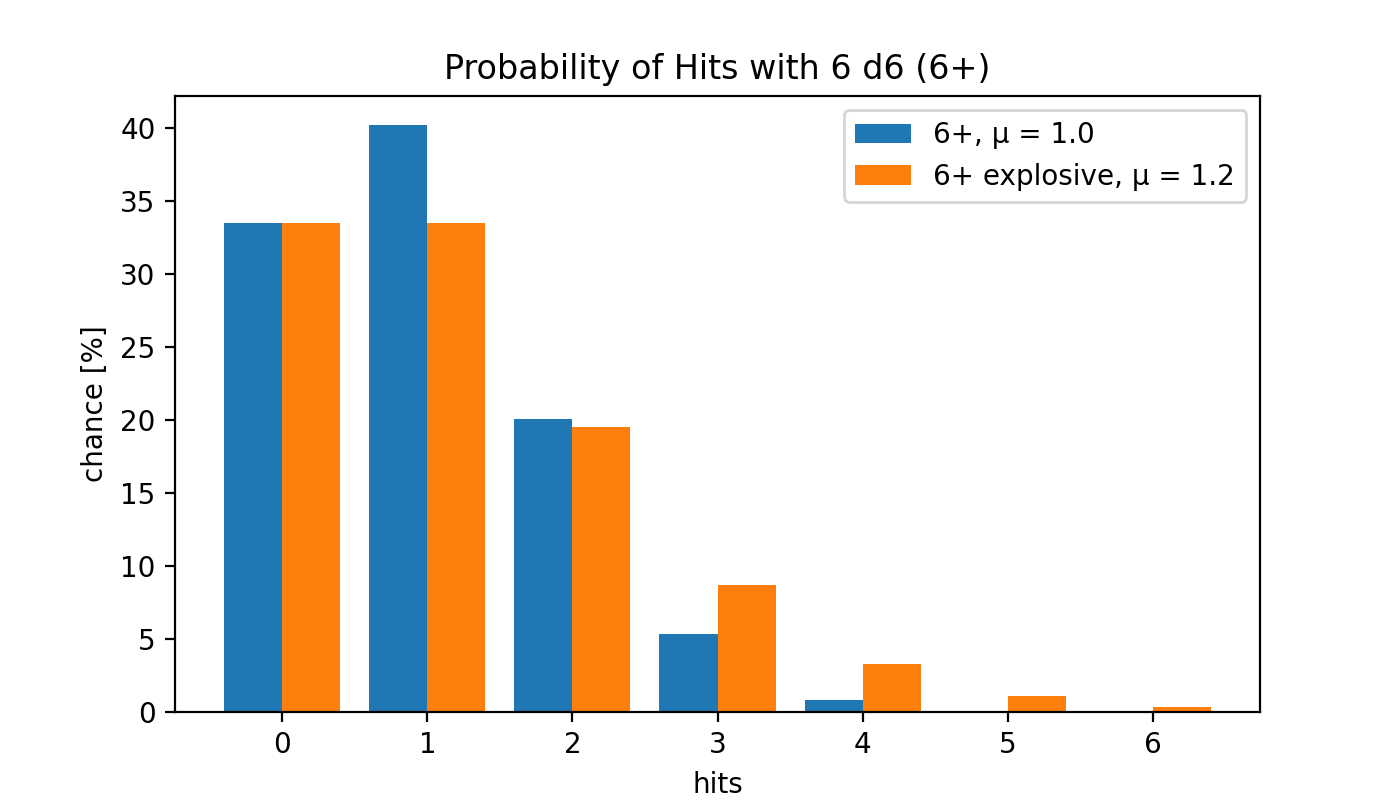 Probability of Hits with 6 d6 (6+)
6+, μ = 1.0
6+ explosive, μ = 1.2
chance [%]
40
35
30
25
20
15
10
5
0
0 1 2 3 4 5 6
hits